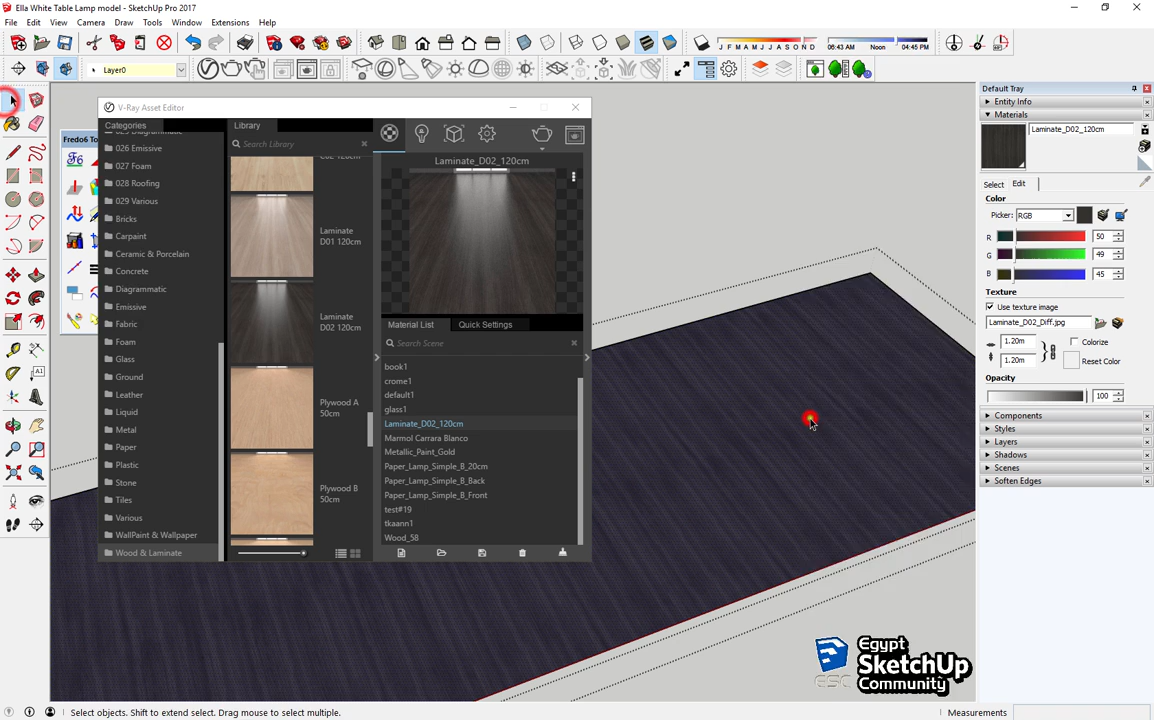 Ella White Table Lamp model - SketchUp Pro 2017
File Edit View Camera Draw Tools Window Extensions Help
J F M A M J J A S O N D 06:43 AM Noon 04:45 PM
Layer0
V-Ray Asset Editor
Default Tray
Categories
Library
Entity Info
Materials
Search Library
Laminate_D02_120cm
Fredo6 To
026 Emissive
027 Foam
028 Roofing
029 Various
Bricks
Carpaint
Ceramic & Porcelain
Concrete
Diagrammatic
Emissive
Fabric
Foam
Glass
Ground
Leather
Liquid
Metal
Paper
Plastic
Stone
Tiles
Various
WallPaint & Wallpaper
Wood & Laminate
Laminate
D01 120cm
Laminate
D02 120cm
Plywood A
50cm
Plywood B
50cm
Laminate_D02_120cm
Material List Quick Settings
Search Scene
book1
crome1
default1
glass1
Laminate_D02_120cm
Marmol Carrara Blanco
Metallic_Paint_Gold
Paper_Lamp_Simple_B_20cm
Paper_Lamp_Simple_B_Back
Paper_Lamp_Simple_B_Front
test#19
tkaann1
Wood_58
Select Edit
Color
Picker: RGB
R 50
G 49
B 45
Texture
Use texture image
Laminate_D02_Diff.jpg
1.20m
Colorize
1.20m
Reset Color
Opacity
100
Components
Styles
Layers
Shadows
Scenes
Soften Edges
Egypt
SketchUp
Community
ESC
Select objects. Shift to extend select. Drag mouse to select multiple.
Measurements